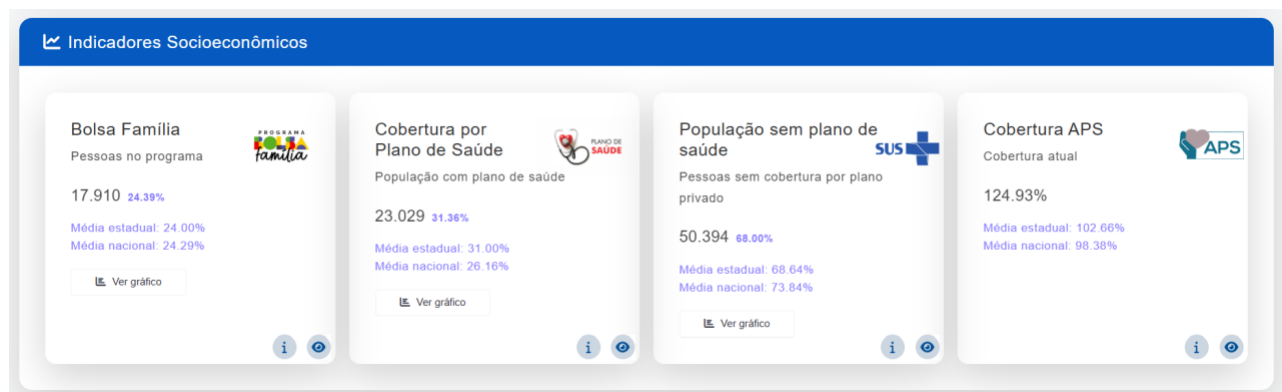 Indicadores Socioeconômicos
Bolsa Família
PROGRAMA
BOLSA
família
Pessoas no programa
17.910 24.39%
Média estadual: 24.00%
Média nacional: 24.29%
Ver gráfico
Cobertura por
Plano de Saúde
PLANO DE
SAÚDE
População com plano de saúde
23.029 31.36%
Média estadual: 31.00%
Média nacional: 26.16%
Ver gráfico
População sem plano de
saúde
SUS
Pessoas sem cobertura por plano
privado
50.394 68.00%
Média estadual: 68.64%
Média nacional: 73.84%
Ver gráfico
Cobertura APS
APS
Cobertura atual
124.93%
Média estadual: 102.66%
Média nacional: 98.38%
i
i
i
i